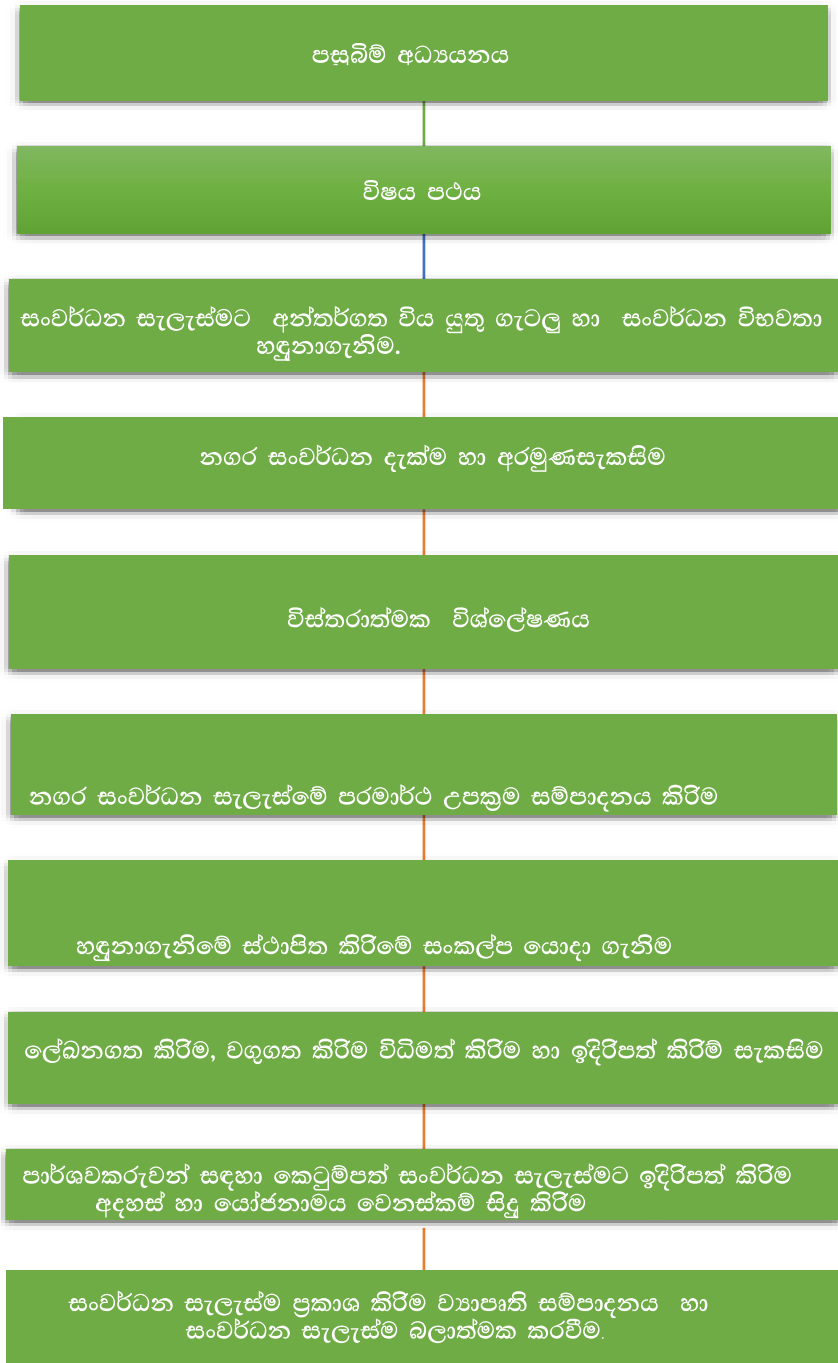 පසුබිම් අධ්‍යයනය
විෂය පථය
සංවර්ධන සැලැස්මට අන්තර්ගත විය යුතු ගැටලු හා සංවර්ධන විභවතා
හඳුනාගැනිම.
නගර සංවර්ධන දැක්ම හා අරමුණසැකසිම
විස්තරාත්මක විශ්ලේෂණය
නගර සංවර්ධන සැලැස්මේ පරමාර්ථ උපක්‍රම සම්පාදනය කිරිම
හඳුනාගැනිමේ ස්ථාපිත කිරිමේ සංකල්ප යොදා ගැනිම
ලේඛනගත කිරිම, වගුගත කිරිම විධිමත් කිරිම හා ඉදිරිපත් කිරිම් සැකසිම
පාර්ශවකරුවන් සඳහා කෙටුම්පත් සංවර්ධන සැලැස්මට ඉදිරිපත් කිරිම
අදහස් හා යෝජනාමය වෙනස්කම් සිදු කිරිම
සංවර්ධන සැලැස්ම ප්‍රකාශ කිරිම ව්‍යාපෘති සම්පාදනය හා
සංවර්ධන සැලැස්ම බලාත්මක කරවීම.